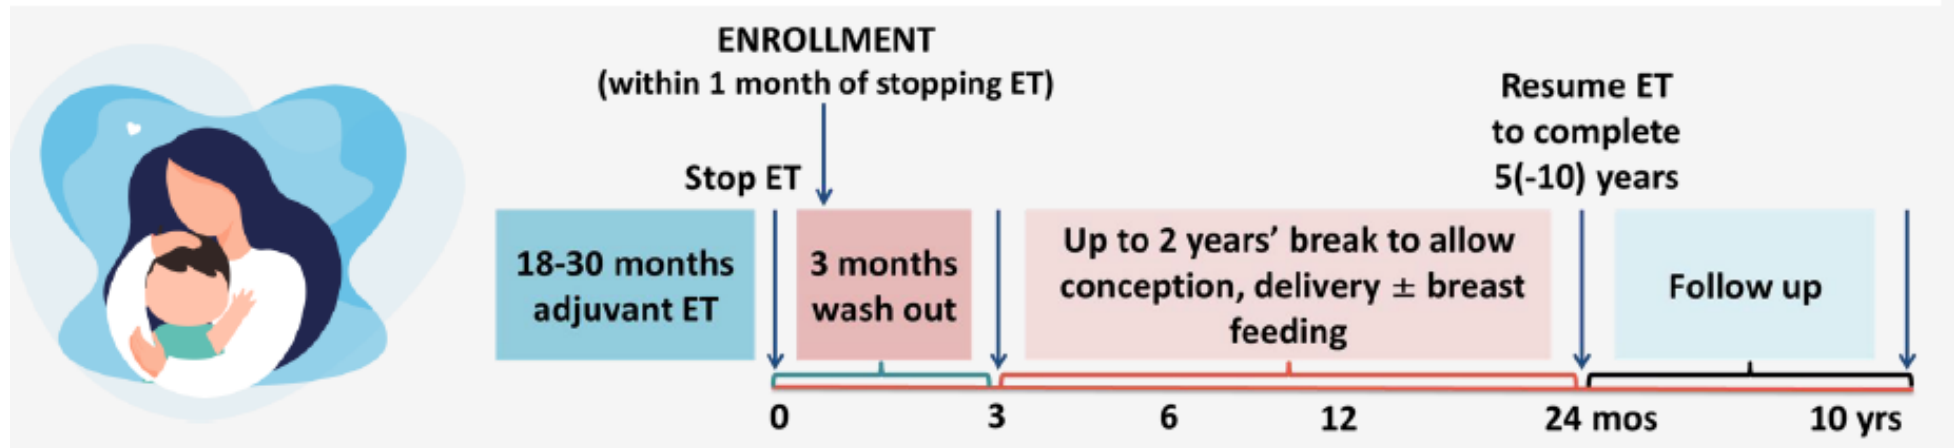 ENROLLMENT
(within 1 month of stopping ET)
Stop ET
Resume ET
to complete
5(-10) years
18-30 months
adjuvant ET
3 months
wash out
Up to 2 years’ break to allow
conception, delivery ± breast
feeding
Follow up
0
3
6
12
24 mos
10 yrs